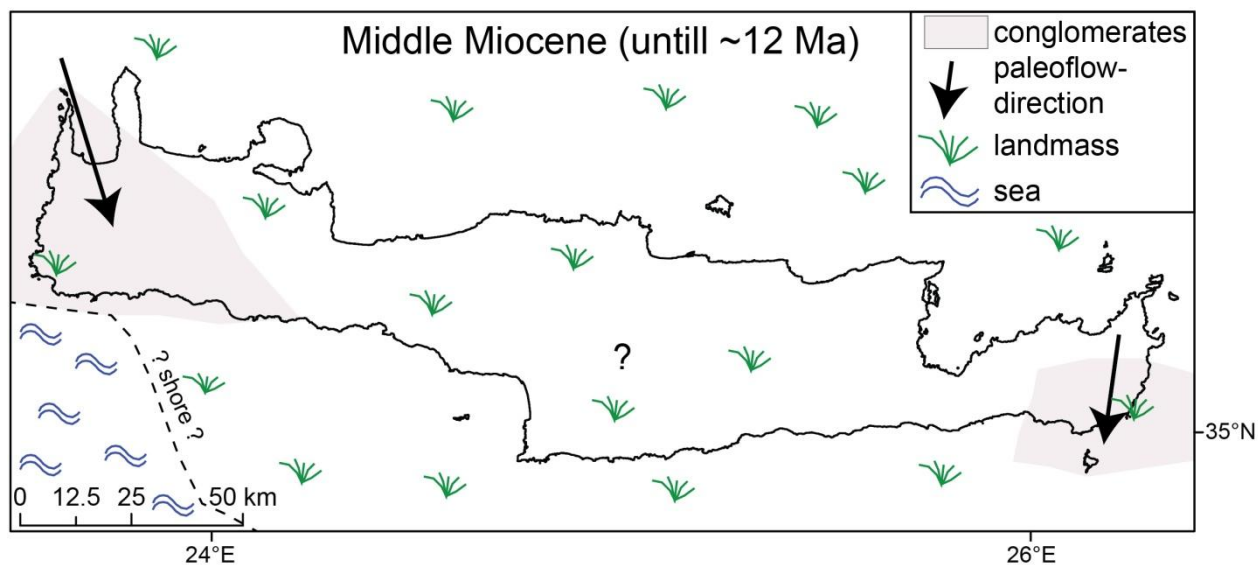 Middle Miocene (untill ~12 Ma)
conglomerates
paleoflow-
direction
landmass
sea
?
? shore ?
35°N
0 12.5 25 50 km
24°E 26°E